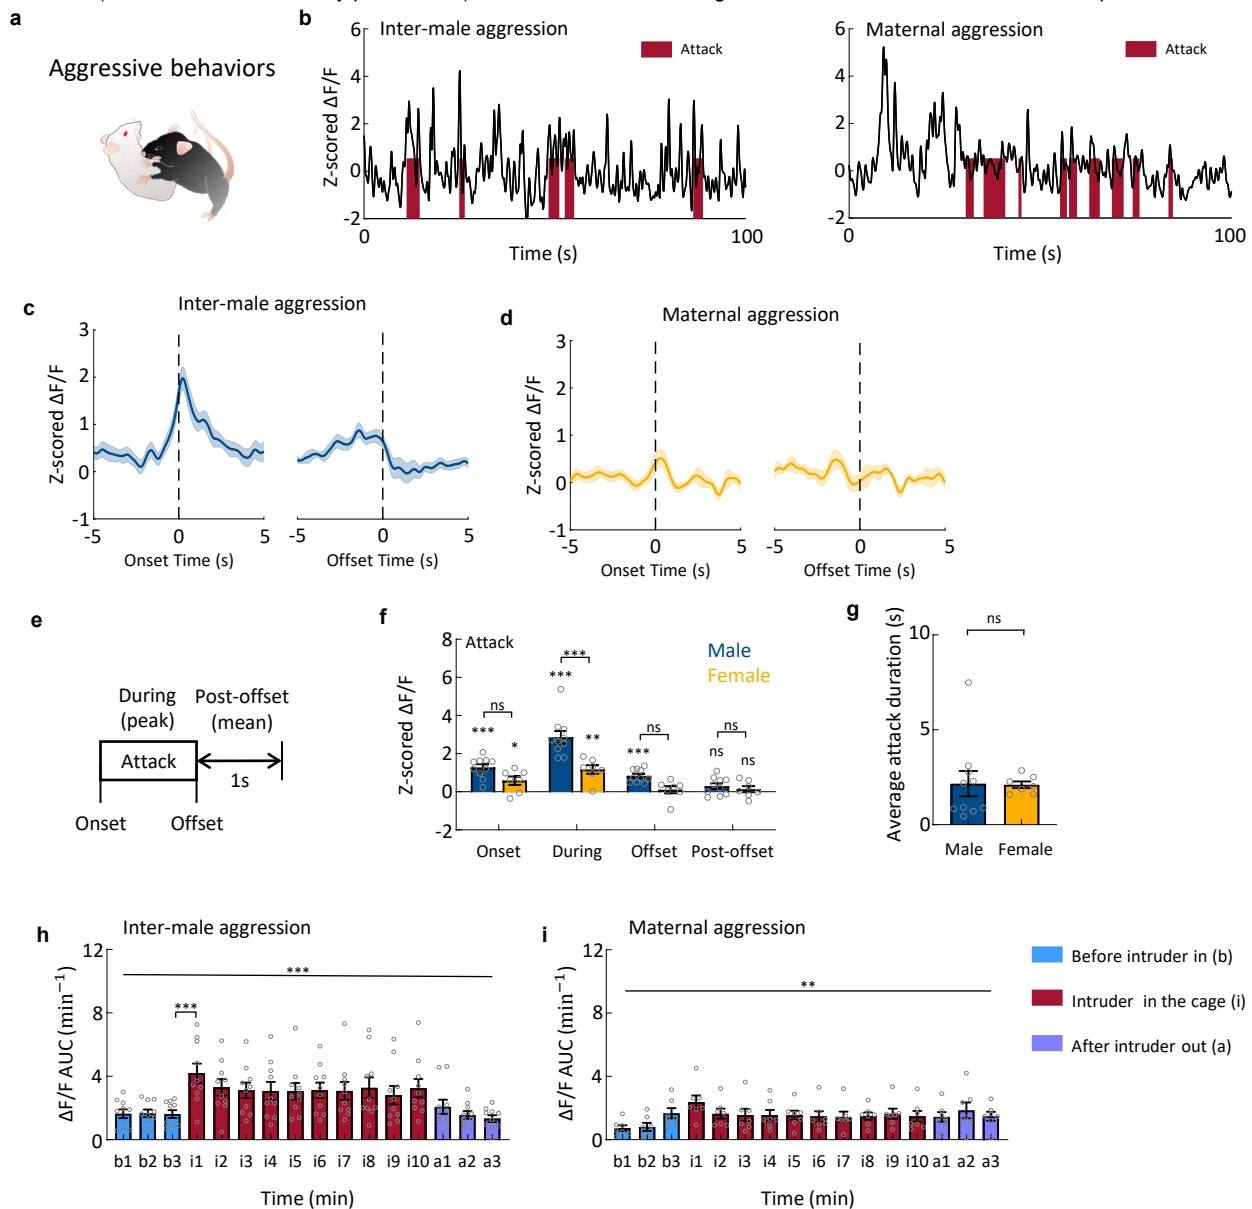 a
Aggressive behaviors
b
Inter-male aggression
Attack
Z-scored ΔF/F
6
4
2
0
-2
0
100
Time (s)
Maternal aggression
Attack
6
4
2
0
-2
0
100
Time (s)
c
Inter-male aggression
Z-scored ΔF/F
3
2
1
0
-1
-5 0 5
Onset Time (s)
-5 0 5
Offset Time (s)
d
Maternal aggression
Z-scored ΔF/F
3
2
1
0
-1
-5 0 5
Onset Time (s)
-5 0 5
Offset Time (s)
e
During
(peak)
Post-offset
(mean)
Attack
1s
Onset
Offset
f
Attack
Male
Female
Z-scored ΔF/F
8
6
4
2
0
-2
ns
***
*
***
***
**
ns
***
ns
ns
ns
Onset During Offset Post-offset
g
Average attack duration (s)
10
5
0
ns
Male Female
h
Inter-male aggression
ΔF/F AUC (min⁻¹)
12
8
4
0
***
***
b1 b2 b3 i1 i2 i3 i4 i5 i6 i7 i8 i9 i10 a1 a2 a3
Time (min)
i
Maternal aggression
ΔF/F AUC (min⁻¹)
12
8
4
0
**
b1 b2 b3 i1 i2 i3 i4 i5 i6 i7 i8 i9 i10 a1 a2 a3
Time (min)
Before intruder in (b)
Intruder in the cage (i)
After intruder out (a)